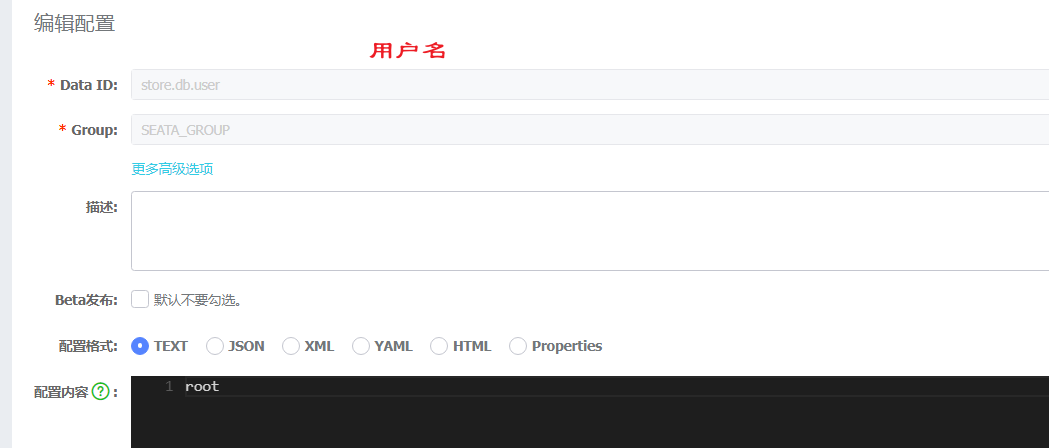 编辑配置
用户名
* Data ID: store.db.user
* Group: SEATA_GROUP
更多高级选项
描述:
Beta发布: 默认不要勾选。
配置格式: TEXT JSON XML YAML HTML Properties
配置内容 ? : 1 root